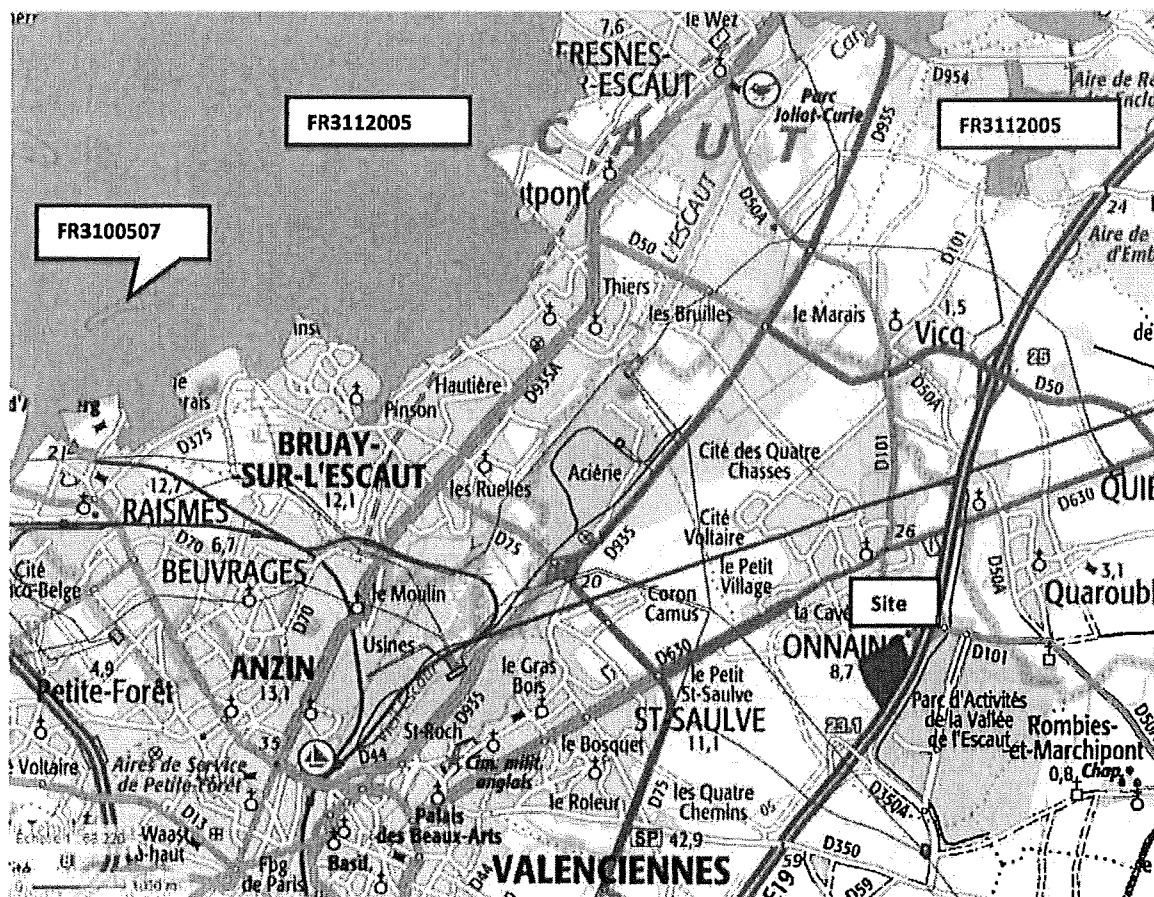 le Wez
7,6
FRESNES-
-ESCAUT
D954
Parc
Joliot-Curie
D935
FR3112005
FR3112005
C A U T
24
D50A
L'ESCAUT
D50
D101
FR3100507
Thiers
les Bruilles
le Marais
1,5
Vicq
25
D50
D50A
Hautière
D935A
Pinson
D375
21
BRUAY-
-SUR-L'ESCAUT
12,1
Aciérie
Cité des Quatre
Chasses
D101
les Ruelles
12,7
RAISMES
D70
6,7
BEUVRAGES
D75
D935
Cité
Voltaire
le Petit
Village
26
D630
D50A
3,1
Cité
le Moulin
D70
20
Coron
Camus
Site
Usines
ANZIN
13,1
le Gras
Bois
D630
ONNAING
8,7
D101
4,9
Petite-Forêt
D935
St-Roch
le Petit
St-Saulve
ST-SAULVE
11,1
Parc d'Activités
de la Vallée
de l'Escaut
Rombies-
et-Marchipont
0,8
Chap.
35
D44
Cim. milit.
anglais
le Bosquet
Voltaire
Aires de Service
de Petite-Forêt
le Roleur
D75
les Quatre
Chemins
D350A
D13
Palais
des Beaux-Arts
SP
42,9
D350
59
Fbg
de Paris
VALENCIENNES
D59